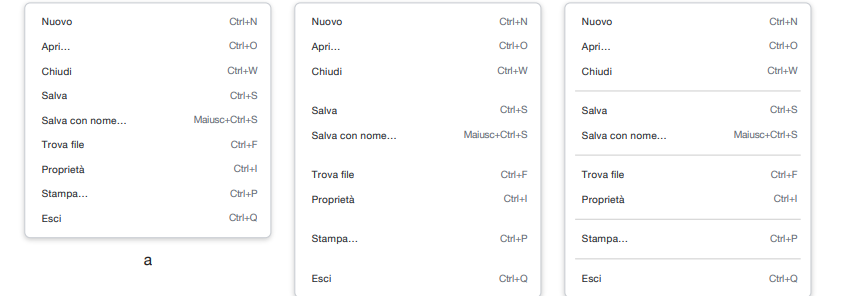 Nuovo Ctrl+N
Apri... Ctrl+O
Chiudi Ctrl+W
Salva Ctrl+S
Salva con nome... Maiusc+Ctrl+S
Trova file Ctrl+F
Proprietà Ctrl+I
Stampa... Ctrl+P
Esci Ctrl+Q
a
Nuovo Ctrl+N
Apri... Ctrl+O
Chiudi Ctrl+W
Salva Ctrl+S
Salva con nome... Maiusc+Ctrl+S
Trova file Ctrl+F
Proprietà Ctrl+I
Stampa... Ctrl+P
Esci Ctrl+Q
Nuovo Ctrl+N
Apri... Ctrl+O
Chiudi Ctrl+W
Salva Ctrl+S
Salva con nome... Maiusc+Ctrl+S
Trova file Ctrl+F
Proprietà Ctrl+I
Stampa... Ctrl+P
Esci Ctrl+Q